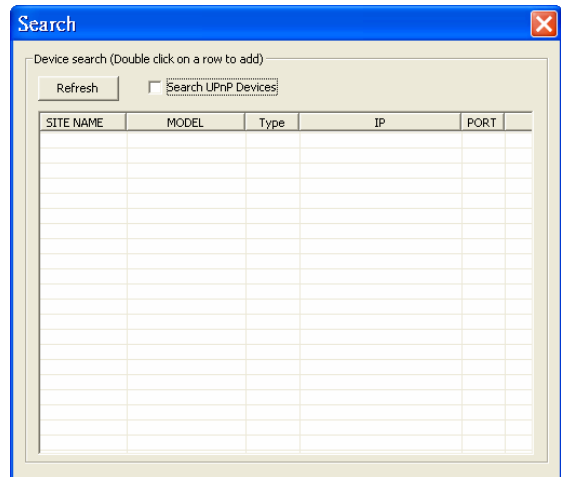 Search
Device search (Double click on a row to add)
Refresh Search UPnP Devices
SITE NAME MODEL Type IP PORT